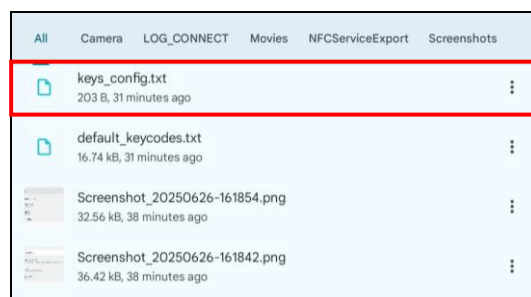 All Camera LOG_CONNECT Movies NFCServiceExport Screenshots
keys_config.txt
203 B, 31 minutes ago
default_keycodes.txt
16.74 kB, 31 minutes ago
Screenshot_20250626-161854.png
32.56 kB, 38 minutes ago
Screenshot_20250626-161842.png
36.42 kB, 38 minutes ago